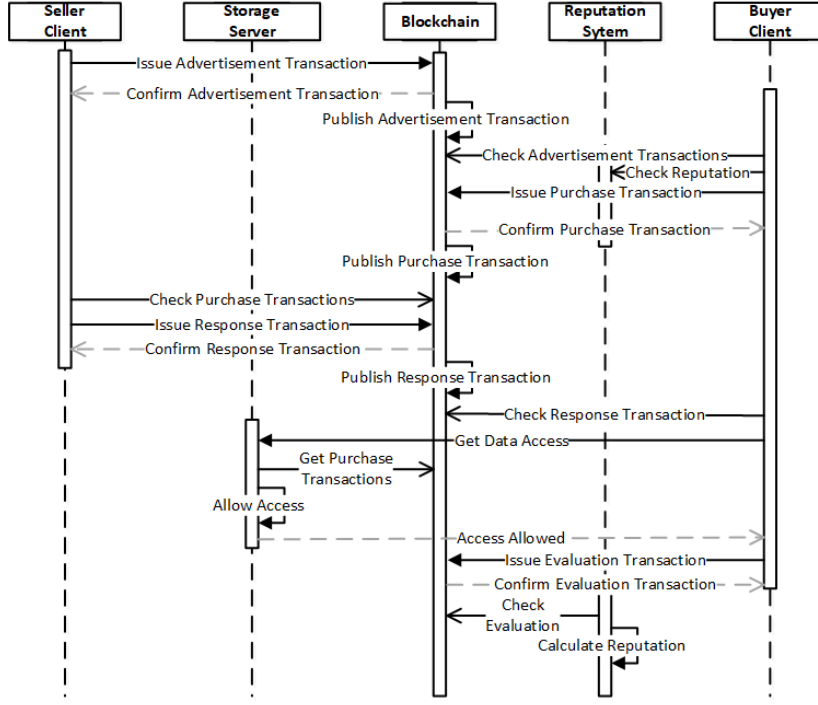 Seller
Client
Storage
Server
Blockchain
Reputation
Sytem
Buyer
Client
Issue Advertisement Transaction
Confirm Advertisement Transaction
Publish Advertisement Transaction
Check Advertisement Transactions
Check Reputation
Issue Purchase Transaction
Confirm Purchase Transaction
Publish Purchase Transaction
Check Purchase Transactions
Issue Response Transaction
Confirm Response Transaction
Publish Response Transaction
Check Response Transaction
Get Data Access
Get Purchase
Transactions
Allow Access
Access Allowed
Issue Evaluation Transaction
Confirm Evaluation Transaction
Check
Evaluation
Calculate Reputation